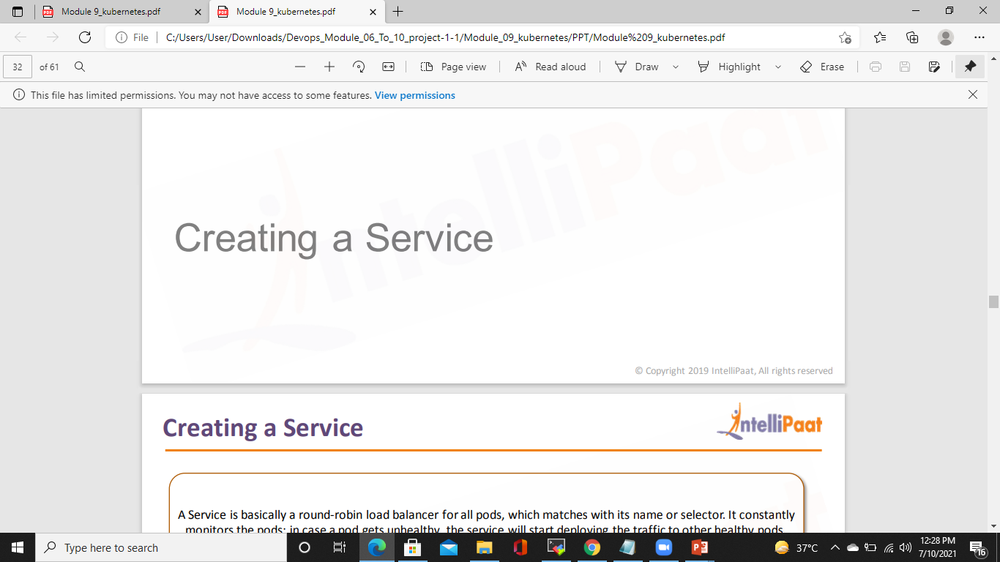 Module 9_kubernetes.pdf
Module 9_kubernetes.pdf
File
C:/Users/User/Downloads/Devops_Module_06_To_10_project-1-1/Module_09_kubernetes/PPT/Module%209_kubernetes.pdf
32 of 61
Page view
Read aloud
Draw
Highlight
Erase
This file has limited permissions. You may not have access to some features. View permissions
IntelliPaat
Creating a Service
© Copyright 2019 IntelliPaat, All rights reserved
Creating a Service
IntelliPaat
A Service is basically a round-robin load balancer for all pods, which matches with its name or selector. It constantly
monitors the pods; in case a pod gets unhealthy, the service will start deploying the traffic to other healthy pods.
Type here to search
37°C
12:28 PM
7/10/2021
16